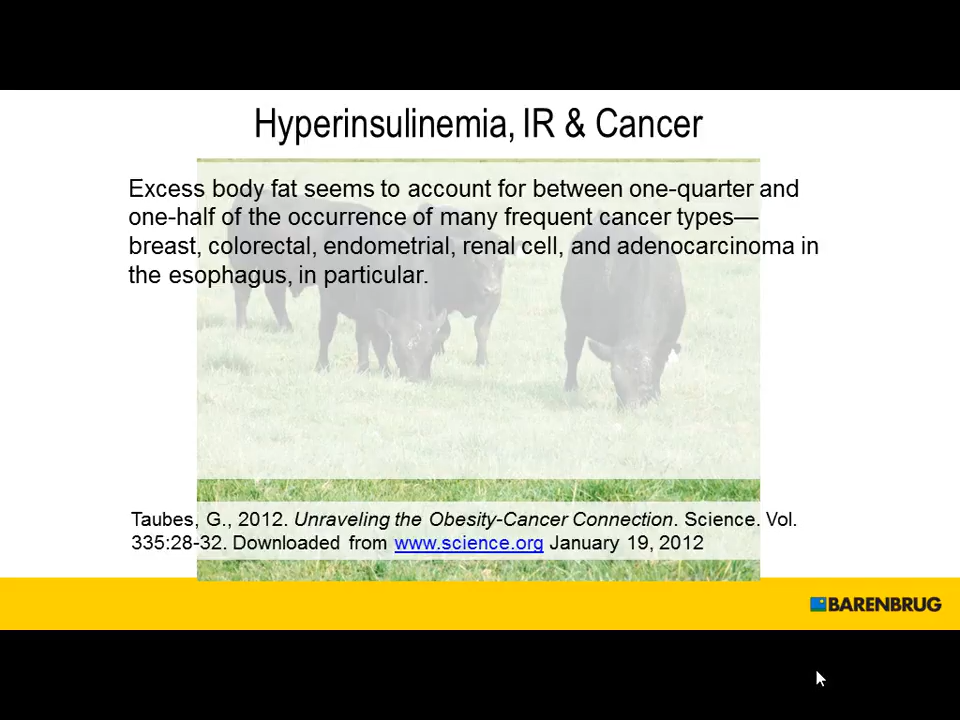 Hyperinsulinemia, IR & Cancer
Excess body fat seems to account for between one-quarter and
one-half of the occurrence of many frequent cancer types—
breast, colorectal, endometrial, renal cell, and adenocarcinoma in
the esophagus, in particular.
Taubes, G., 2012. Unraveling the Obesity-Cancer Connection. Science. Vol.
335:28-32. Downloaded from www.science.org January 19, 2012
BARENBRUG